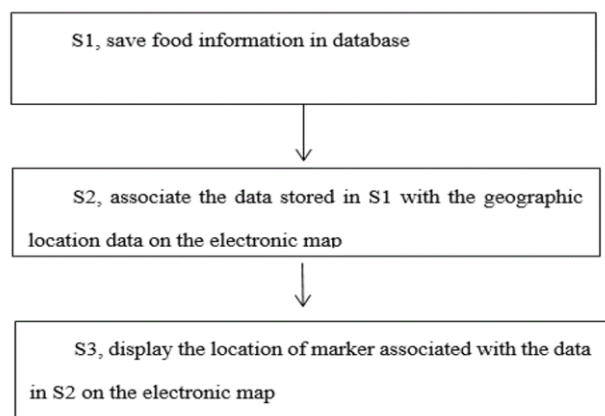 S1, save food information in database
S2, associate the data stored in S1 with the geographic
location data on the electronic map
S3, display the location of marker associated with the data
in S2 on the electronic map